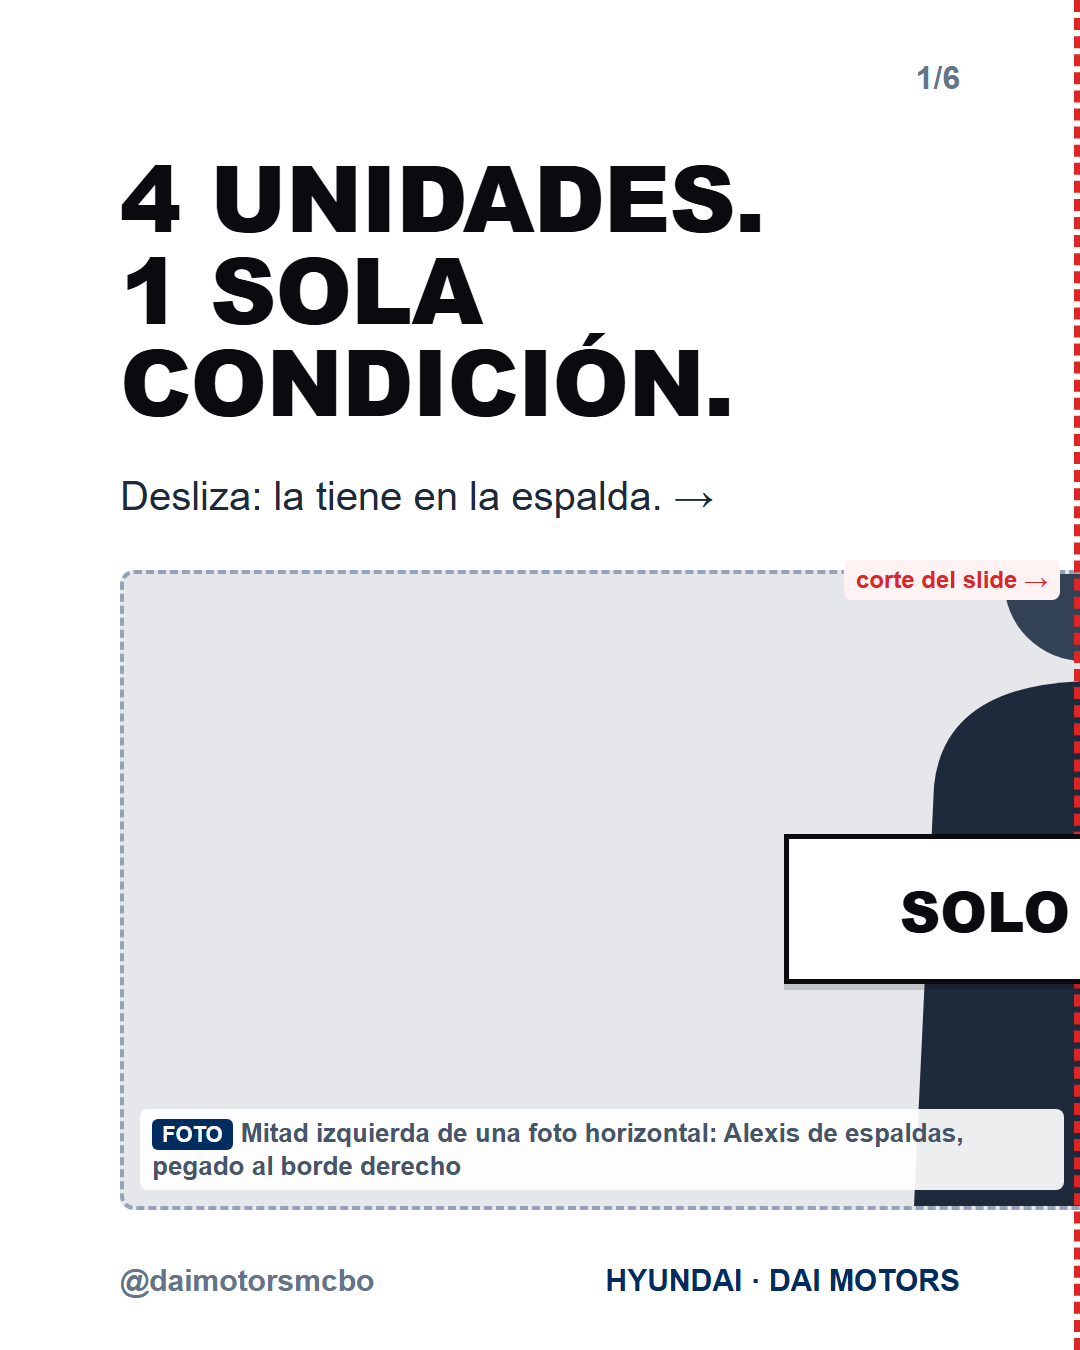 1/6
4 UNIDADES.
1 SOLA
CONDICIÓN.
Desliza: la tiene en la espalda. →
corte del slide →
SOLO
FOTO Mitad izquierda de una foto horizontal: Alexis de espaldas,
pegado al borde derecho
@daimotorsmcbo
HYUNDAI · DAI MOTORS